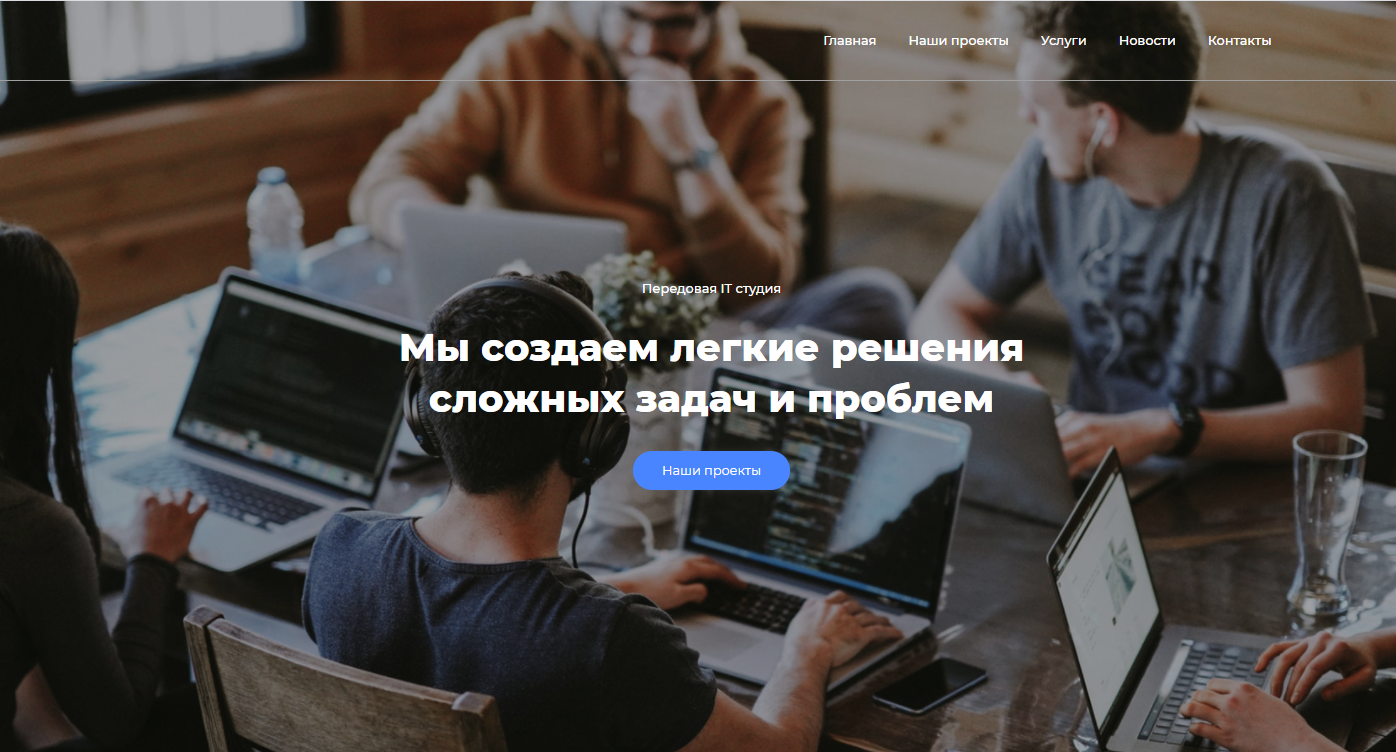 Главная Наши проекты Услуги Новости Контакты
Передовая IT студия
Мы создаем легкие решения
сложных задач и проблем
Наши проекты